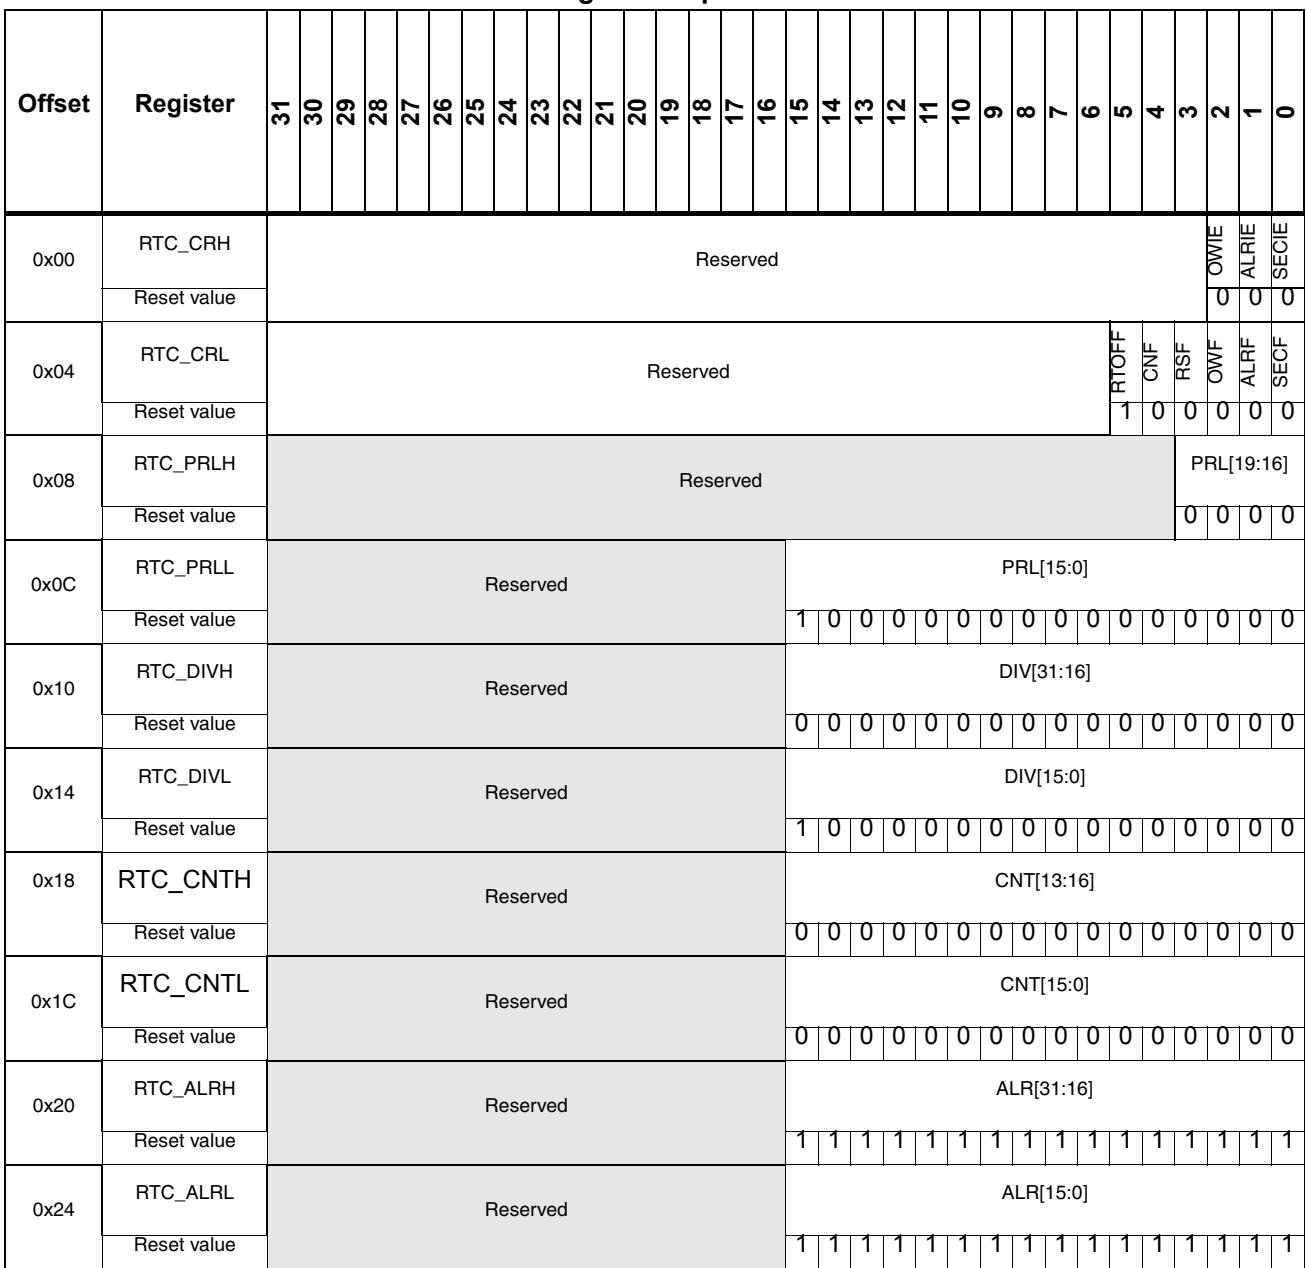 Offset Register 31 30 29 28 27 26 25 24 23 22 21 20 19 18 17 16 15 14 13 12 11 10 9 8 7 6 5 4 3 2 1 0
0x00 RTC_CRH Reserved OWIE ALRIE SECIE
Reset value 0 0 0
0x04 RTC_CRL Reserved RTOFF CNF RSF OWF ALRF SECF
Reset value 1 0 0 0 0 0
0x08 RTC_PRLH Reserved PRL[19:16]
Reset value 0 0 0 0
0x0C RTC_PRLL Reserved PRL[15:0]
Reset value 1 0 0 0 0 0 0 0 0 0 0 0 0 0 0 0
0x10 RTC_DIVH Reserved DIV[31:16]
Reset value 0 0 0 0 0 0 0 0 0 0 0 0 0 0 0 0
0x14 RTC_DIVL Reserved DIV[15:0]
Reset value 1 0 0 0 0 0 0 0 0 0 0 0 0 0 0 0
0x18 RTC_CNTH Reserved CNT[13:16]
Reset value 0 0 0 0 0 0 0 0 0 0 0 0 0 0 0 0
0x1C RTC_CNTL Reserved CNT[15:0]
Reset value 0 0 0 0 0 0 0 0 0 0 0 0 0 0 0 0
0x20 RTC_ALRH Reserved ALR[31:16]
Reset value 1 1 1 1 1 1 1 1 1 1 1 1 1 1 1 1
0x24 RTC_ALRL Reserved ALR[15:0]
Reset value 1 1 1 1 1 1 1 1 1 1 1 1 1 1 1 1